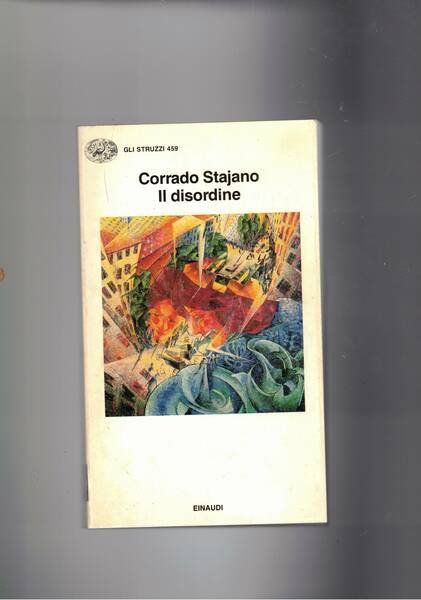 GLI STRUZZI 459
Corrado Stajano
Il disordine
EINAUDI